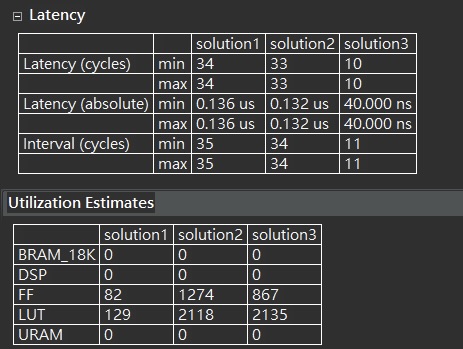 Latency
solution1 solution2 solution3
Latency (cycles) min 34 33 10
max 34 33 10
Latency (absolute) min 0.136 us 0.132 us 40.000 ns
max 0.136 us 0.132 us 40.000 ns
Interval (cycles) min 35 34 11
max 35 34 11
Utilization Estimates
solution1 solution2 solution3
BRAM_18K 0 0 0
DSP 0 0 0
FF 82 1274 867
LUT 129 2118 2135
URAM 0 0 0